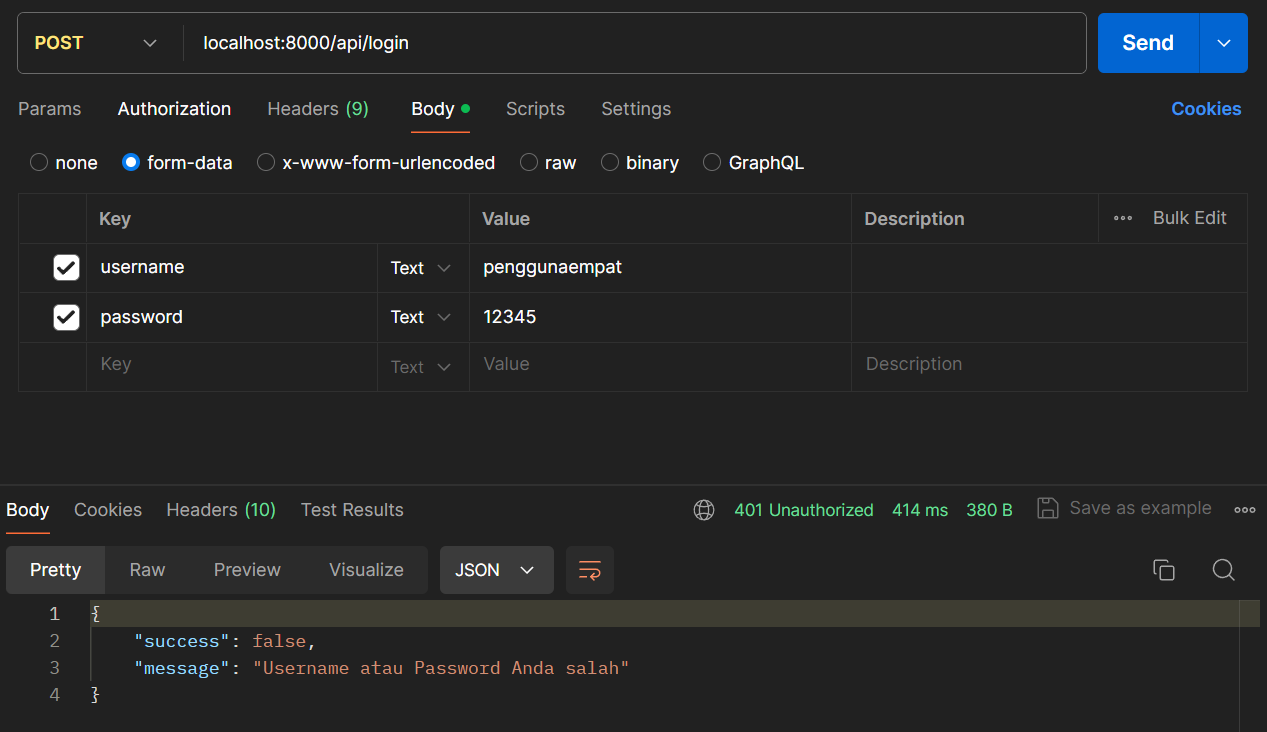 POST localhost:8000/api/login Send
Params Authorization Headers (9) Body Scripts Settings Cookies
none form-data x-www-form-urlencoded raw binary GraphQL
Key Value Description Bulk Edit
username Text penggunaempat
password Text 12345
Key Text Value Description
Body Cookies Headers (10) Test Results 401 Unauthorized 414 ms 380 B Save as example
Pretty Raw Preview Visualize JSON
1 {
2 "success": false,
3 "message": "Username atau Password Anda salah"
4 }